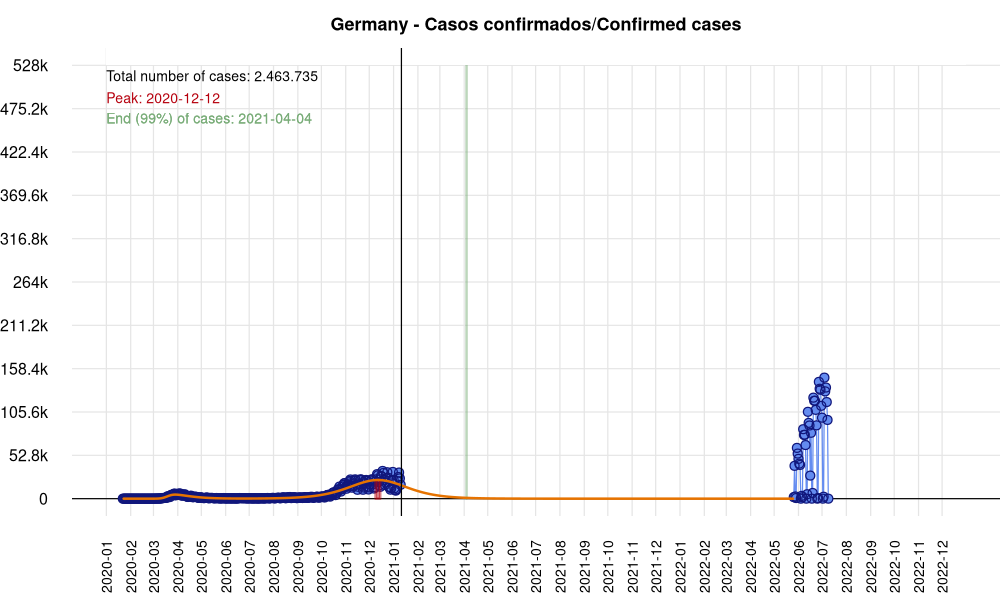 Germany - Casos confirmados/Confirmed cases
Total number of cases: 2.463.735
Peak: 2020-12-12
End (99%) of cases: 2021-04-04
528k
475.2k
422.4k
369.6k
316.8k
264k
211.2k
158.4k
105.6k
52.8k
0
2020-01
2020-02
2020-03
2020-04
2020-05
2020-06
2020-07
2020-08
2020-09
2020-10
2020-11
2020-12
2021-01
2021-02
2021-03
2021-04
2021-05
2021-06
2021-07
2021-08
2021-09
2021-10
2021-11
2021-12
2022-01
2022-02
2022-03
2022-04
2022-05
2022-06
2022-07
2022-08
2022-09
2022-10
2022-11
2022-12